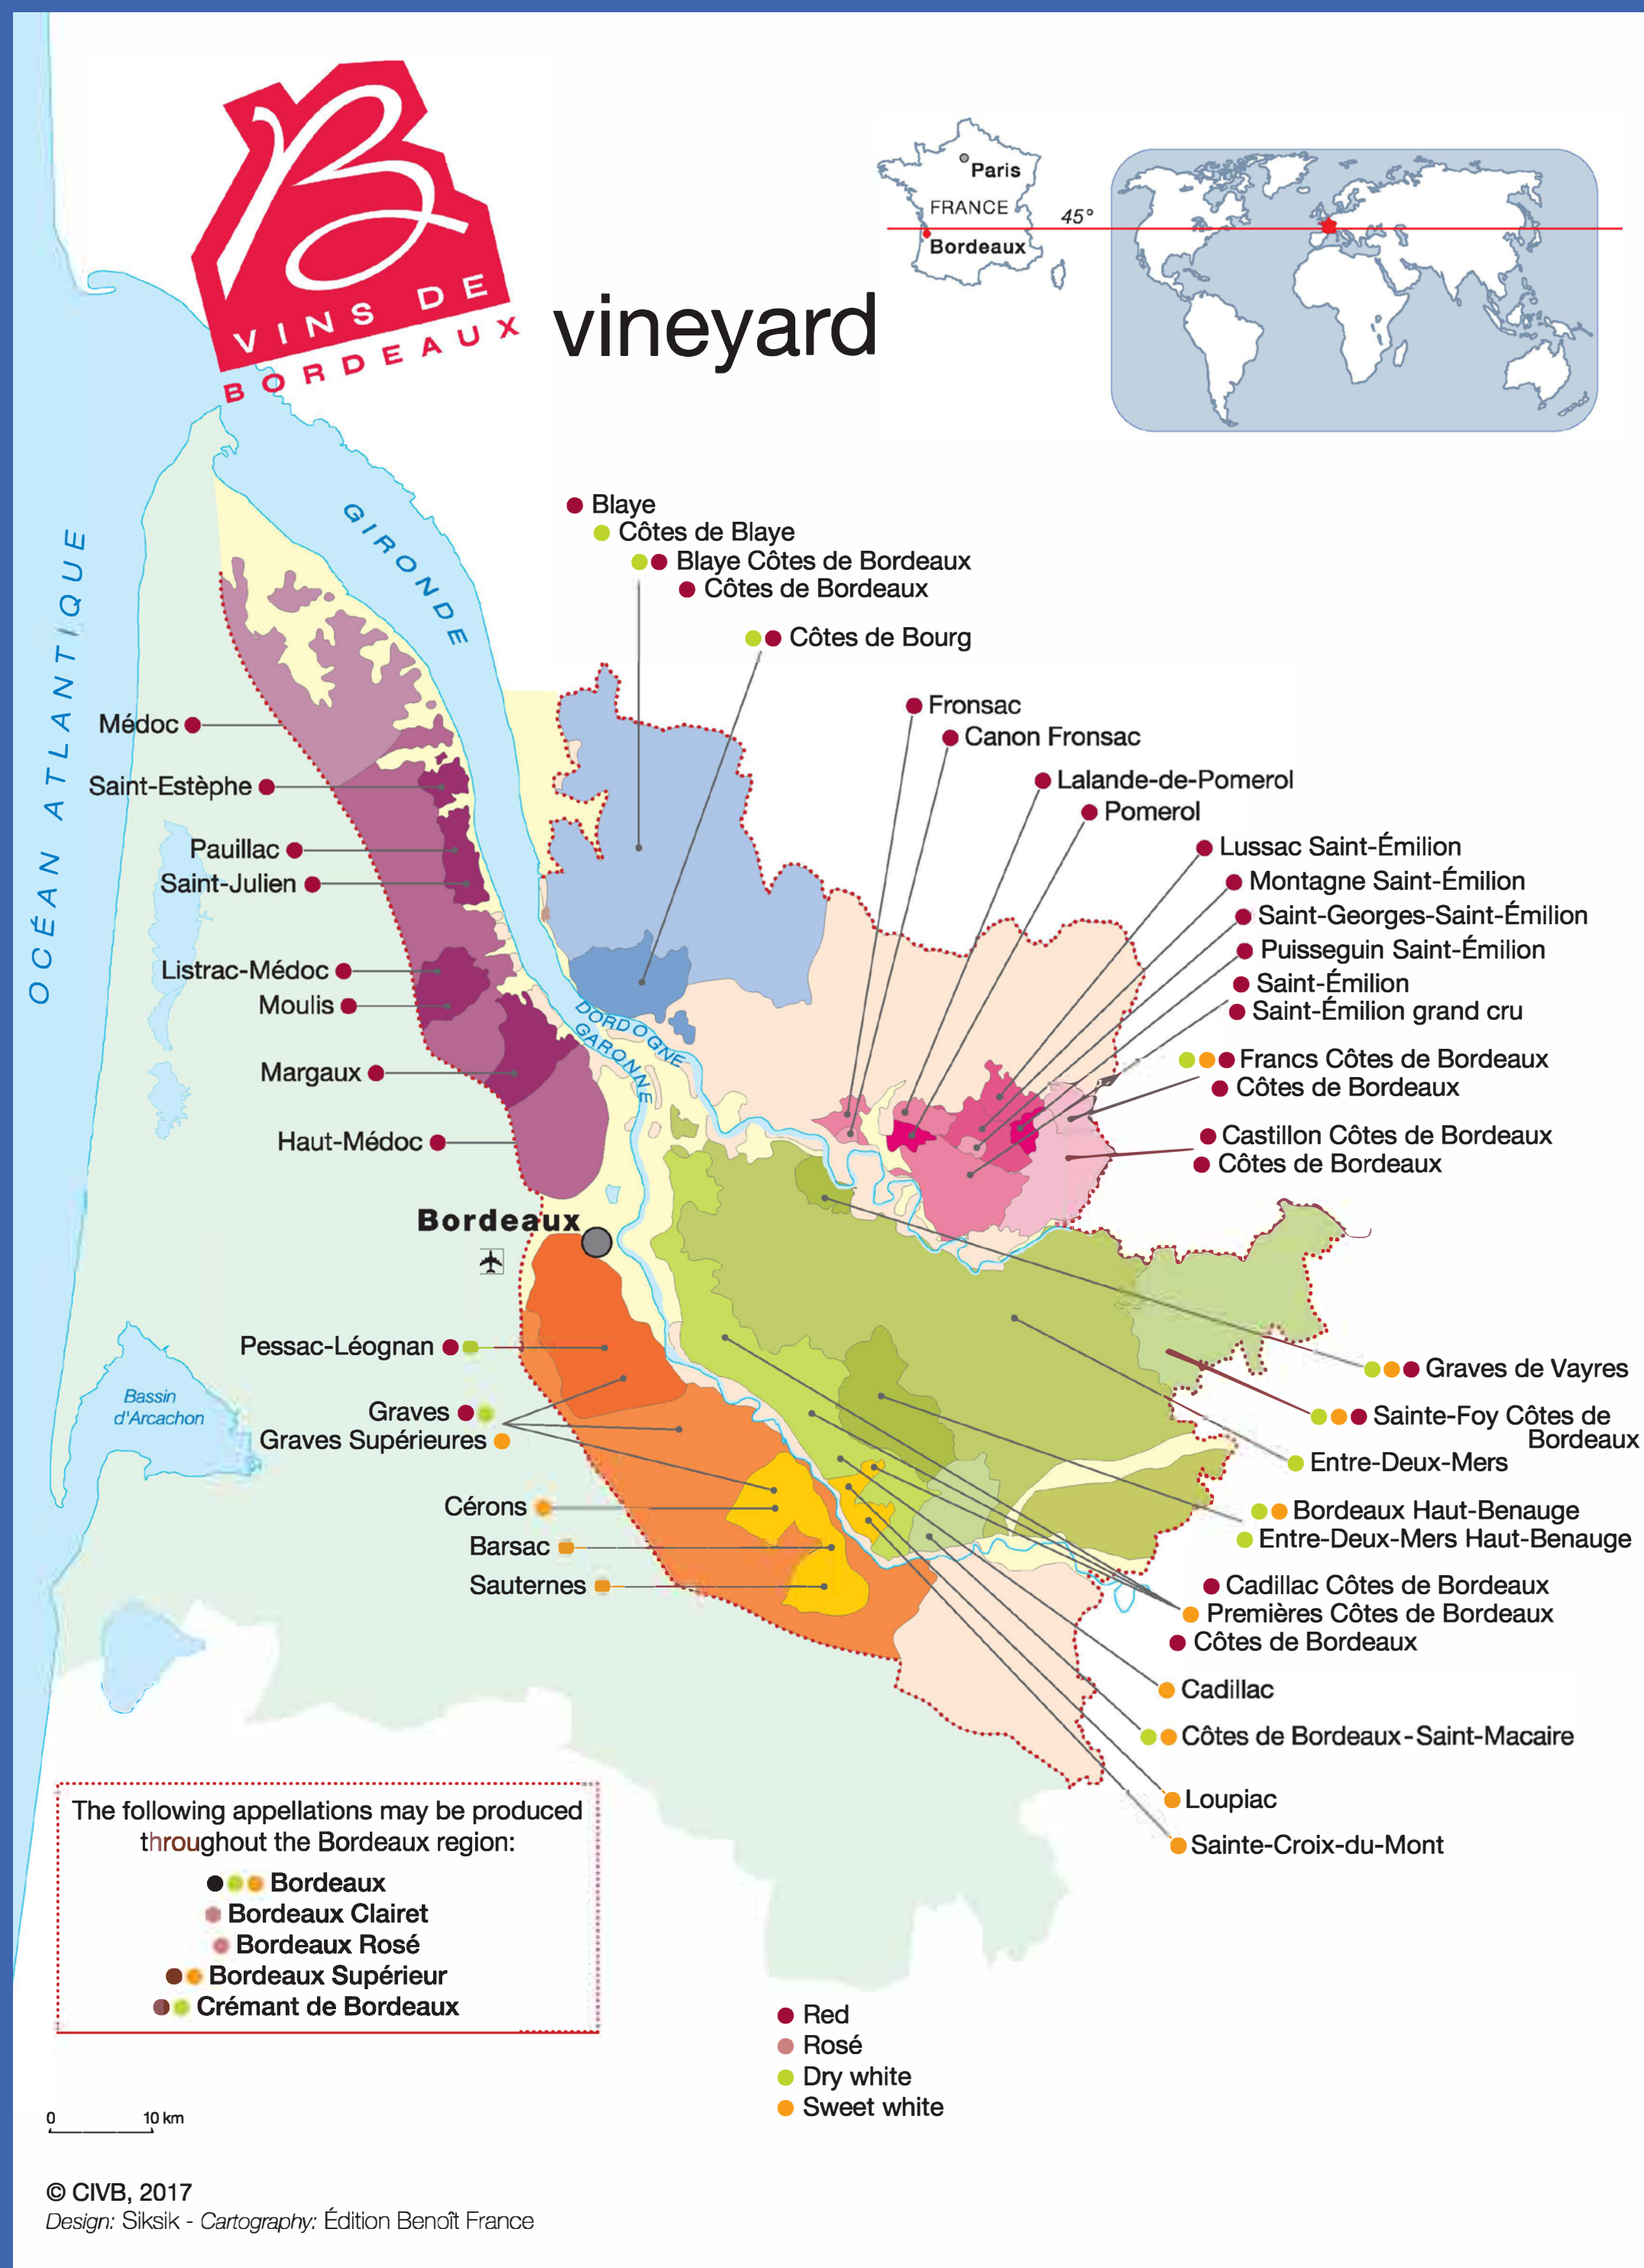 B
VINS DE
BORDEAUX
vineyard
Paris
FRANCE
45°
Bordeaux
OCÉAN ATLANTIQUE
GIRONDE
Blaye
Côtes de Blaye
Blaye Côtes de Bordeaux
Côtes de Bordeaux
Côtes de Bourg
Fronsac
Canon Fronsac
Lalande-de-Pomerol
Pomerol
Lussac Saint-Émilion
Montagne Saint-Émilion
Saint-Georges-Saint-Émilion
Puisseguin Saint-Émilion
Saint-Émilion
Saint-Émilion grand cru
Francs Côtes de Bordeaux
Côtes de Bordeaux
Castillon Côtes de Bordeaux
Côtes de Bordeaux
Médoc
Saint-Estèphe
Pauillac
Saint-Julien
Listrac-Médoc
Moulis
Margaux
Haut-Médoc
DORDOGNE
GARONNE
Bordeaux
Pessac-Léognan
Graves
Graves Supérieures
Cérons
Barsac
Sauternes
Bassin
d'Arcachon
Graves de Vayres
Sainte-Foy Côtes de
Bordeaux
Entre-Deux-Mers
Bordeaux Haut-Benauge
Entre-Deux-Mers Haut-Benauge
Cadillac Côtes de Bordeaux
Premières Côtes de Bordeaux
Côtes de Bordeaux
Cadillac
Côtes de Bordeaux-Saint-Macaire
Loupiac
Sainte-Croix-du-Mont
The following appellations may be produced
throughout the Bordeaux region:
Bordeaux
Bordeaux Clairet
Bordeaux Rosé
Bordeaux Supérieur
Crémant de Bordeaux
Red
Rosé
Dry white
Sweet white
0 10 km
© CIVB, 2017
Design: Siksik - Cartography: Édition Benoît France